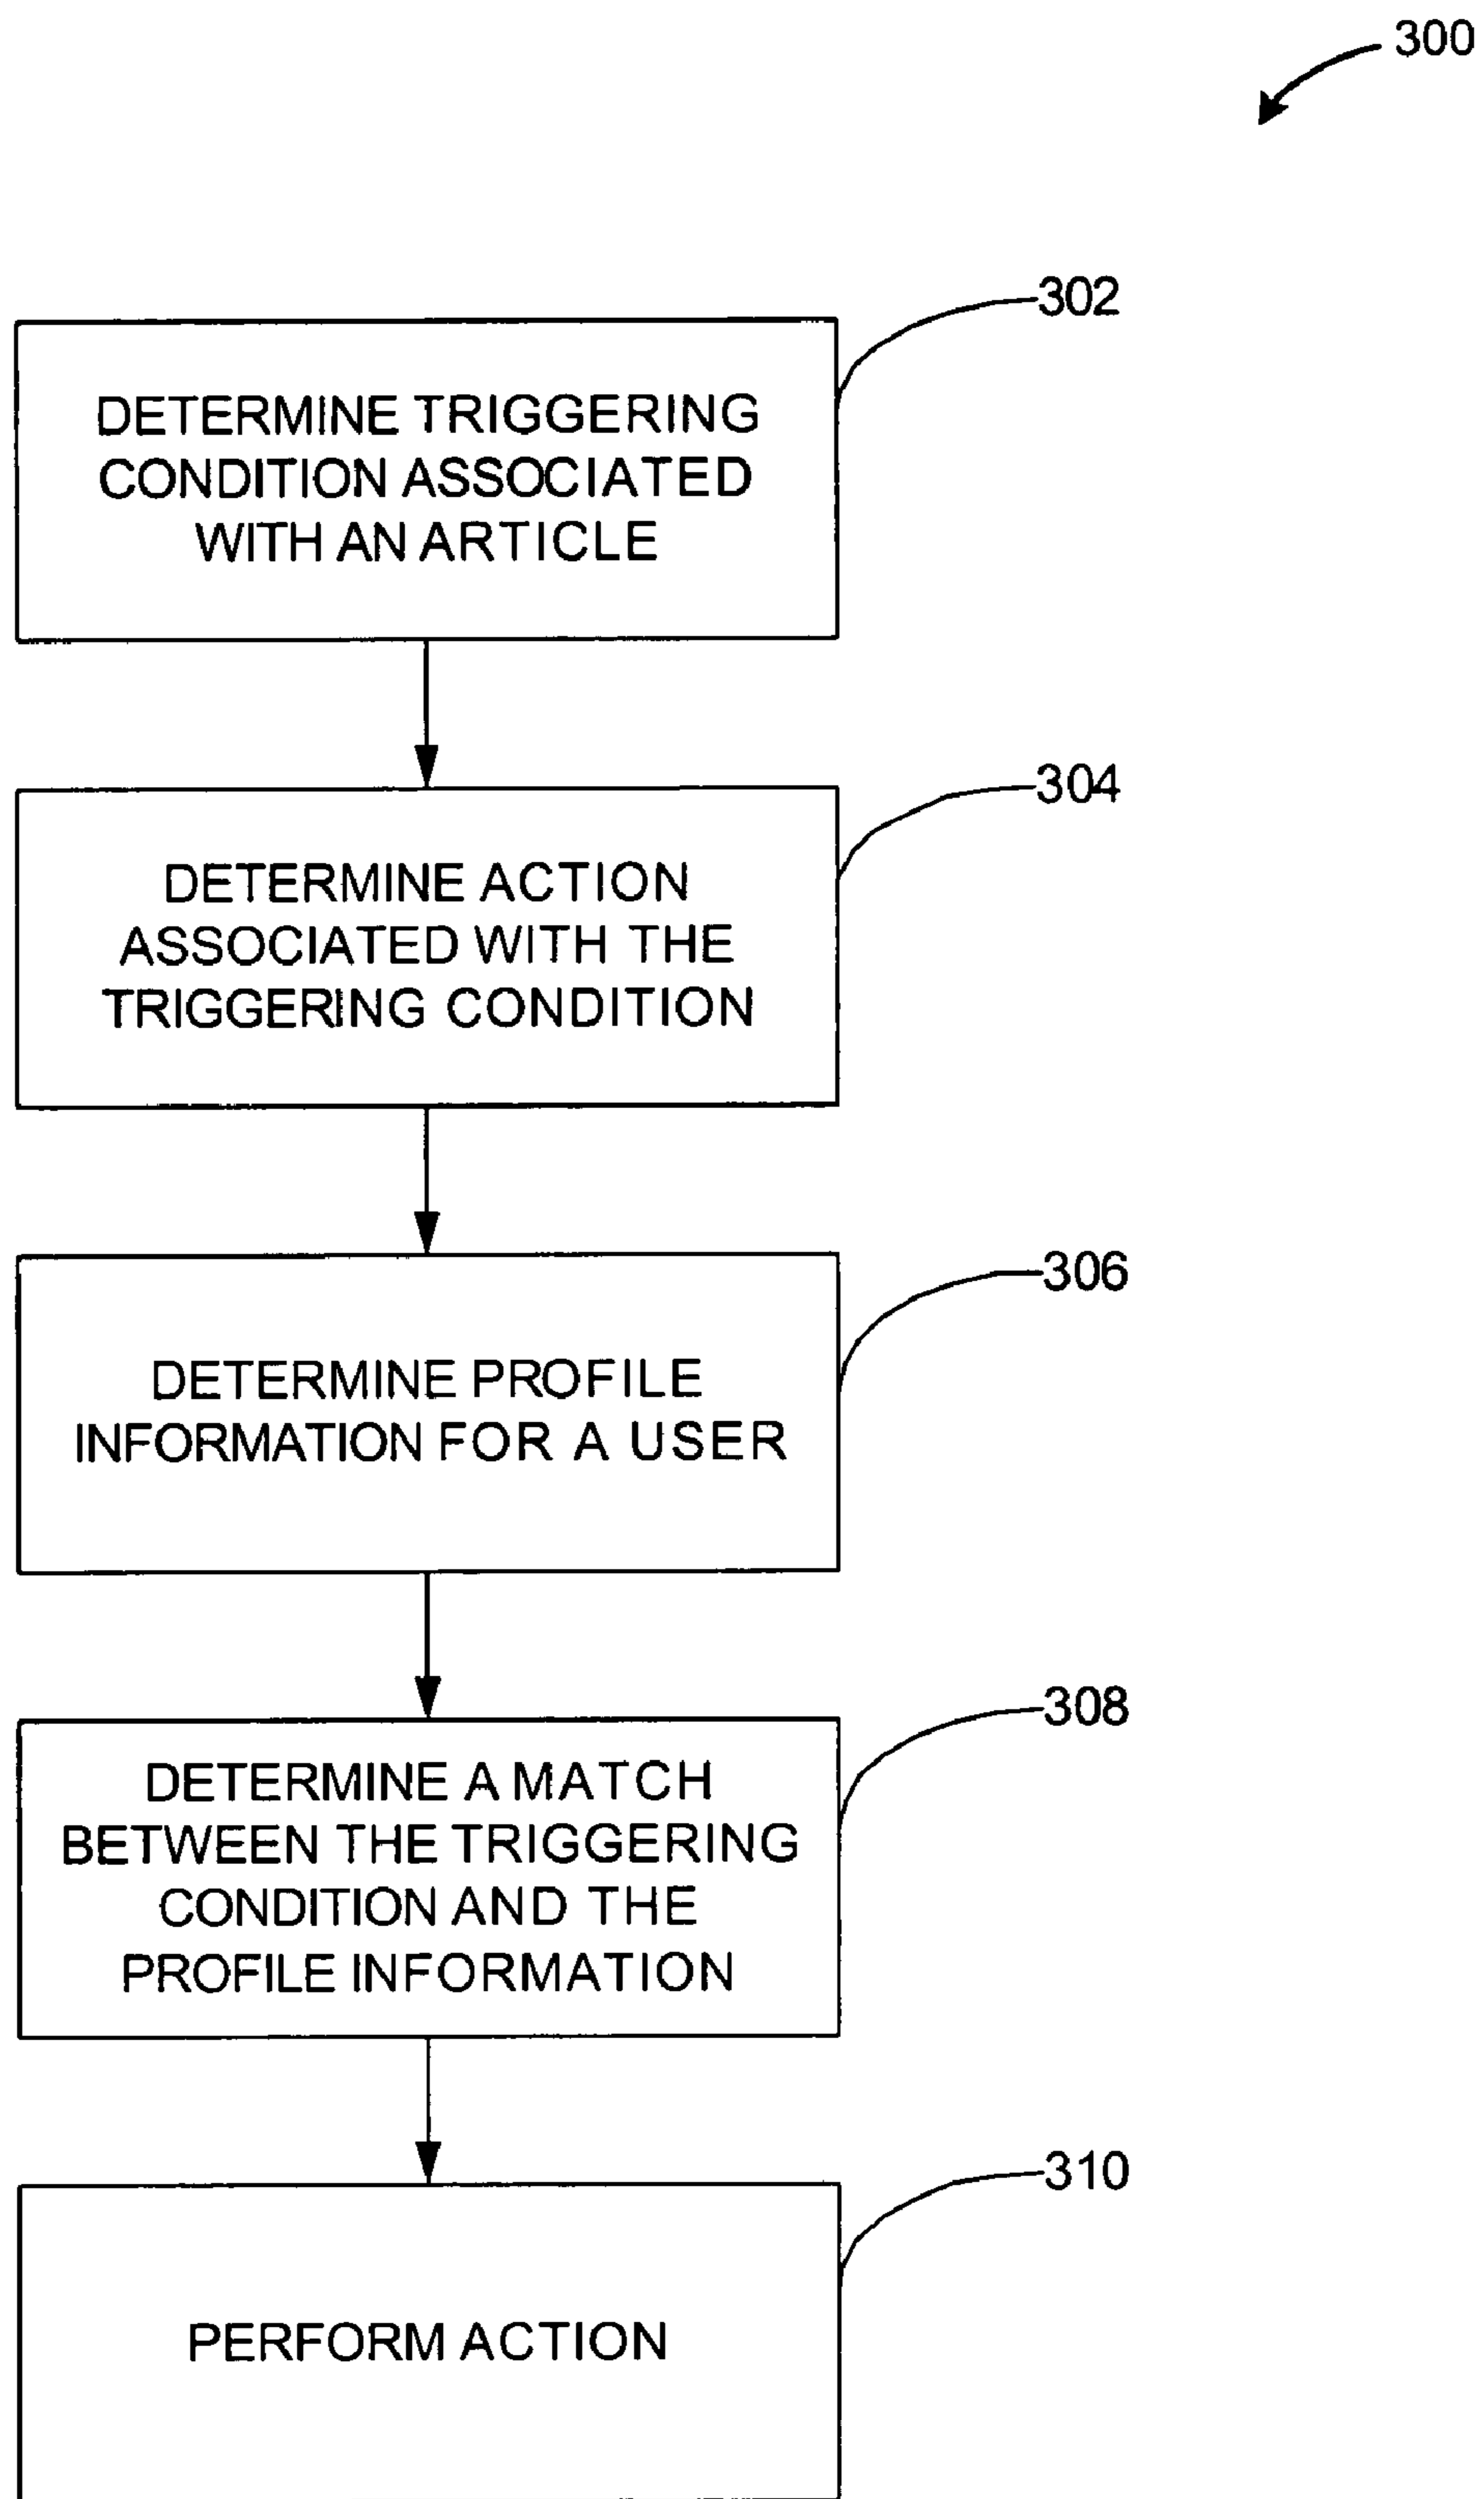 300
302
DETERMINE TRIGGERING
CONDITION ASSOCIATED
WITH AN ARTICLE
304
DETERMINE ACTION
ASSOCIATED WITH THE
TRIGGERING CONDITION
306
DETERMINE PROFILE
INFORMATION FOR A USER
308
DETERMINE A MATCH
BETWEEN THE TRIGGERING
CONDITION AND THE
PROFILE INFORMATION
310
PERFORM ACTION